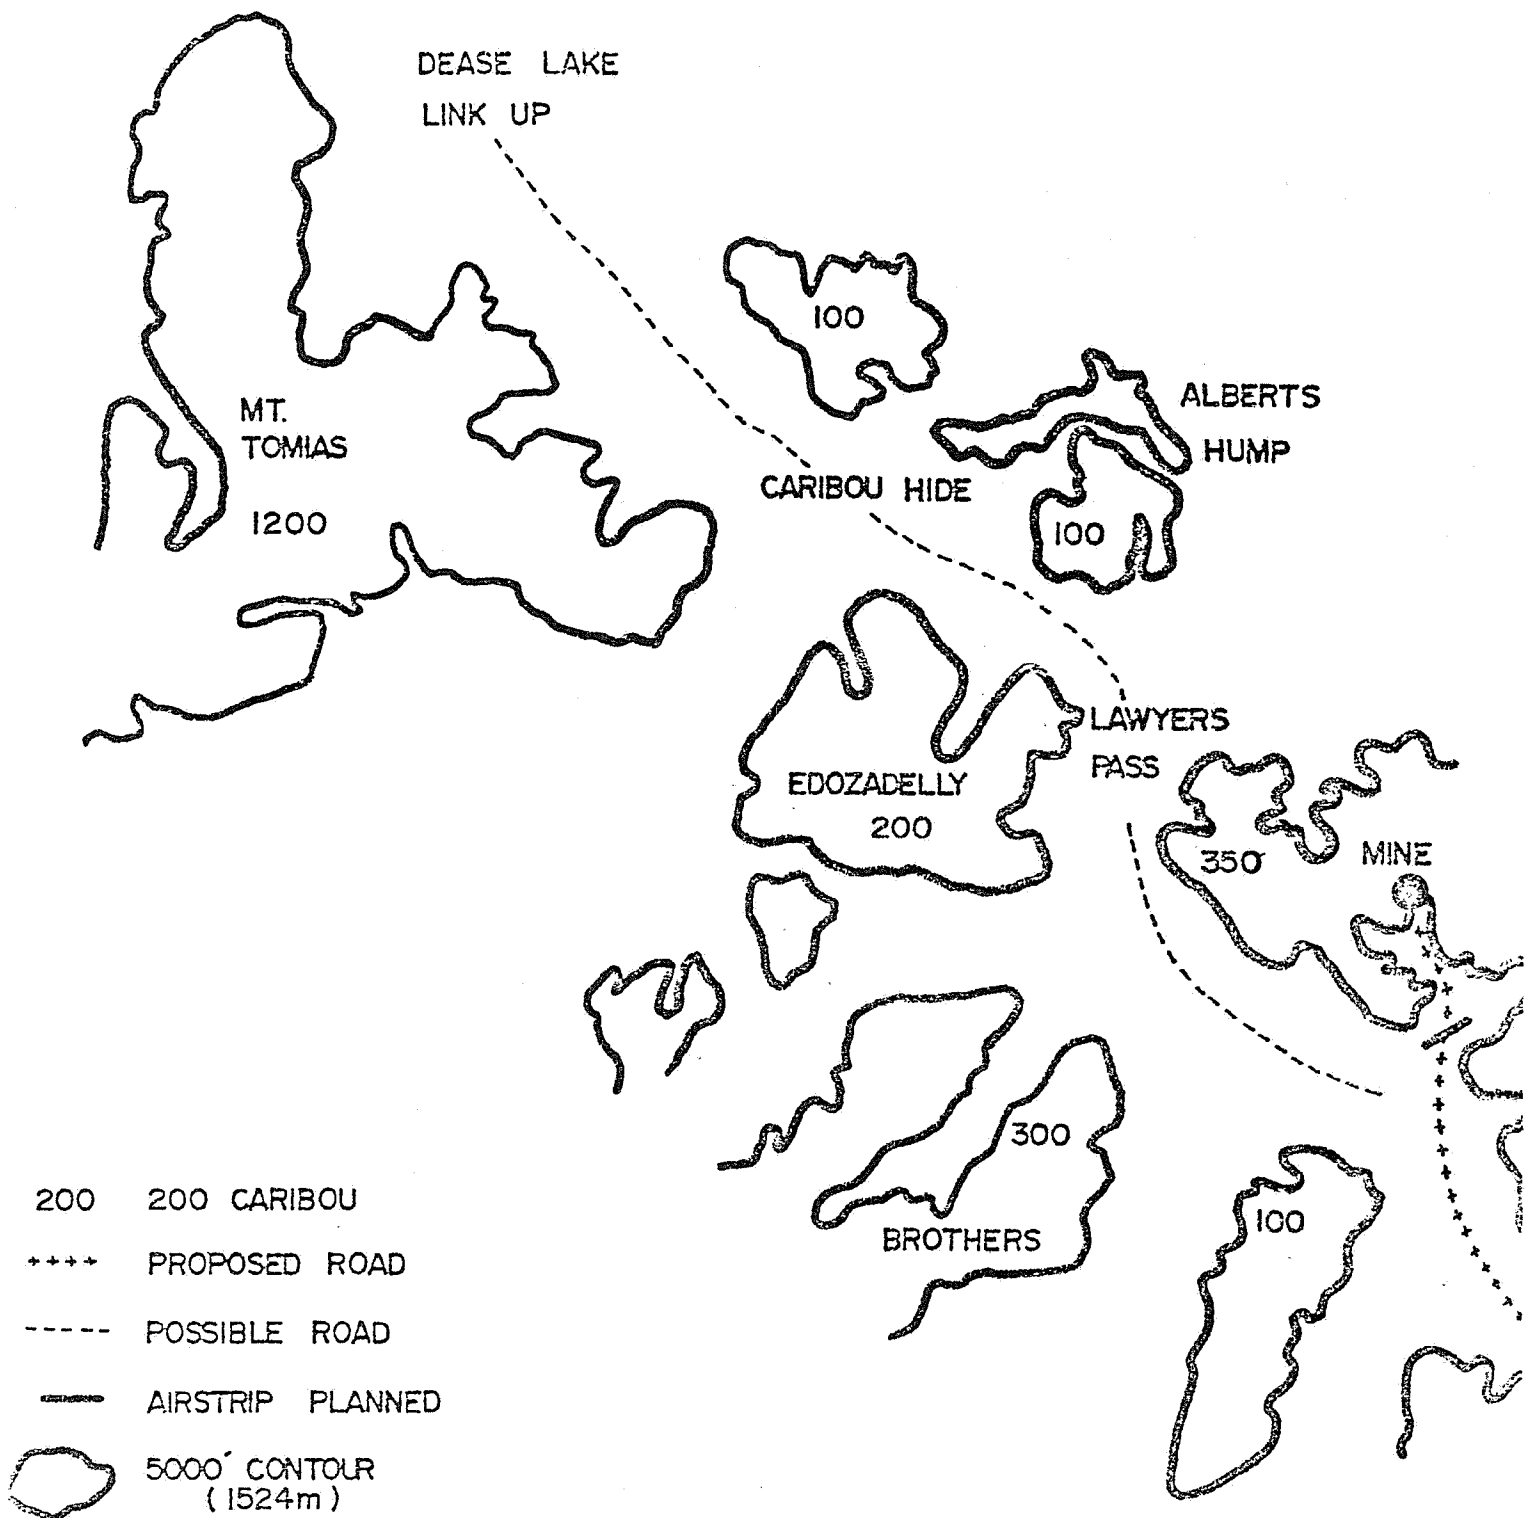 DEASE LAKE
LINK UP
100
ALBERTS
HUMP
MT.
TOMIAS
CARIBOU HIDE
1200
100
LAWYERS
PASS
EDOZADELLY
200
350
MINE
300
BROTHERS
100
200 200 CARIBOU
++++ PROPOSED ROAD
------ POSSIBLE ROAD
AIRSTRIP PLANNED
5000' CONTOUR
(1524m)